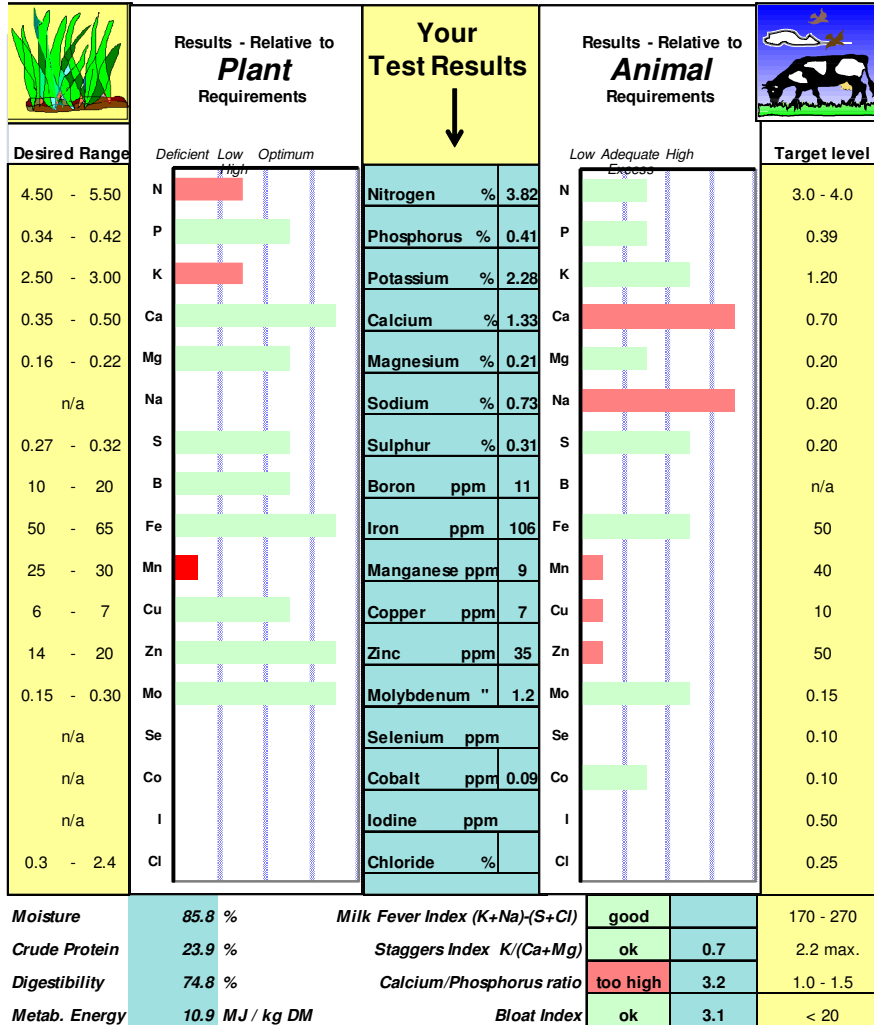 Results - Relative to
Plant
Requirements
Your
Test Results
Results - Relative to
Animal
Requirements
Desired Range
Deficient Low Optimum
High
Low Adequate High
Excess
Target level
4.50 - 5.50 N Nitrogen % 3.82 N 3.0 - 4.0
0.34 - 0.42 P Phosphorus % 0.41 P 0.39
2.50 - 3.00 K Potassium % 2.28 K 1.20
0.35 - 0.50 Ca Calcium % 1.33 Ca 0.70
0.16 - 0.22 Mg Magnesium % 0.21 Mg 0.20
n/a Na Sodium % 0.73 Na 0.20
0.27 - 0.32 S Sulphur % 0.31 S 0.20
10 - 20 B Boron ppm 11 B n/a
50 - 65 Fe Iron ppm 106 Fe 50
25 - 30 Mn Manganese ppm 9 Mn 40
6 - 7 Cu Copper ppm 7 Cu 10
14 - 20 Zn Zinc ppm 35 Zn 50
0.15 - 0.30 Mo Molybdenum " 1.2 Mo 0.15
n/a Se Selenium ppm Se 0.10
n/a Co Cobalt ppm 0.09 Co 0.10
n/a I Iodine ppm I 0.50
0.3 - 2.4 Cl Chloride % Cl 0.25
Moisture 85.8 % Milk Fever Index (K+Na)-(S+Cl) good 170 - 270
Crude Protein 23.9 % Staggers Index K/(Ca+Mg) ok 0.7 2.2 max.
Digestibility 74.8 % Calcium/Phosphorus ratio too high 3.2 1.0 - 1.5
Metab. Energy 10.9 MJ / kg DM Bloat Index ok 3.1 < 20